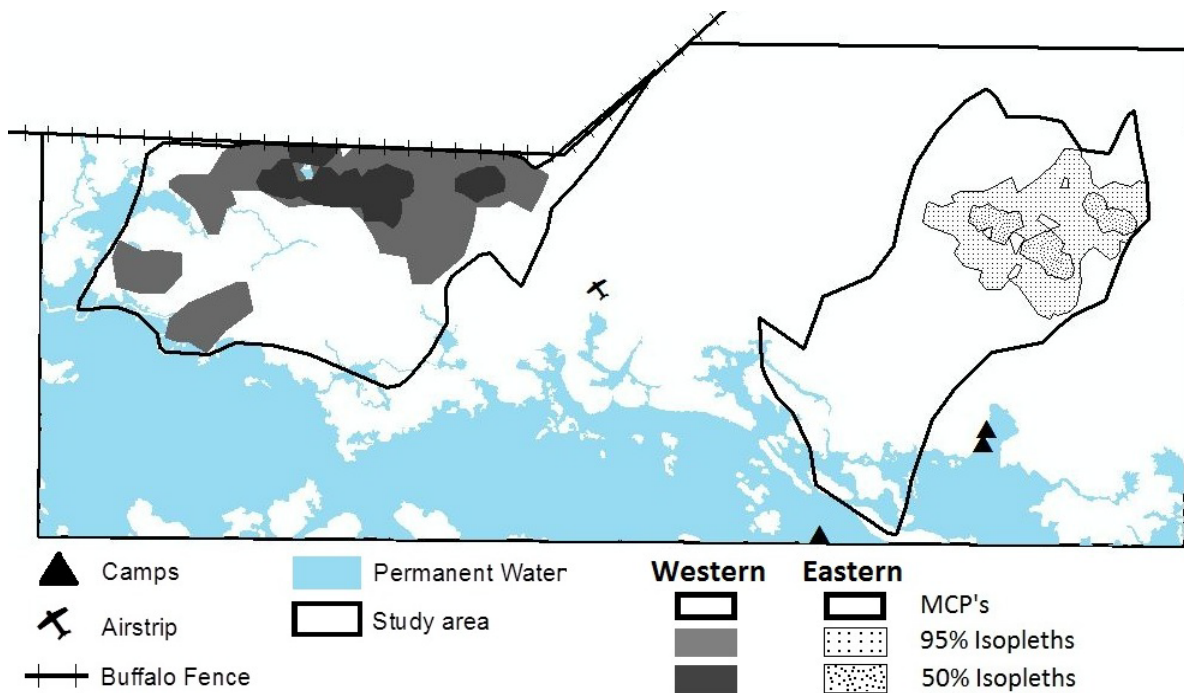 Camps
Airstrip
Buffalo Fence
Permanent Water
Study area
Western Eastern
MCP's
95% Isopleths
50% Isopleths